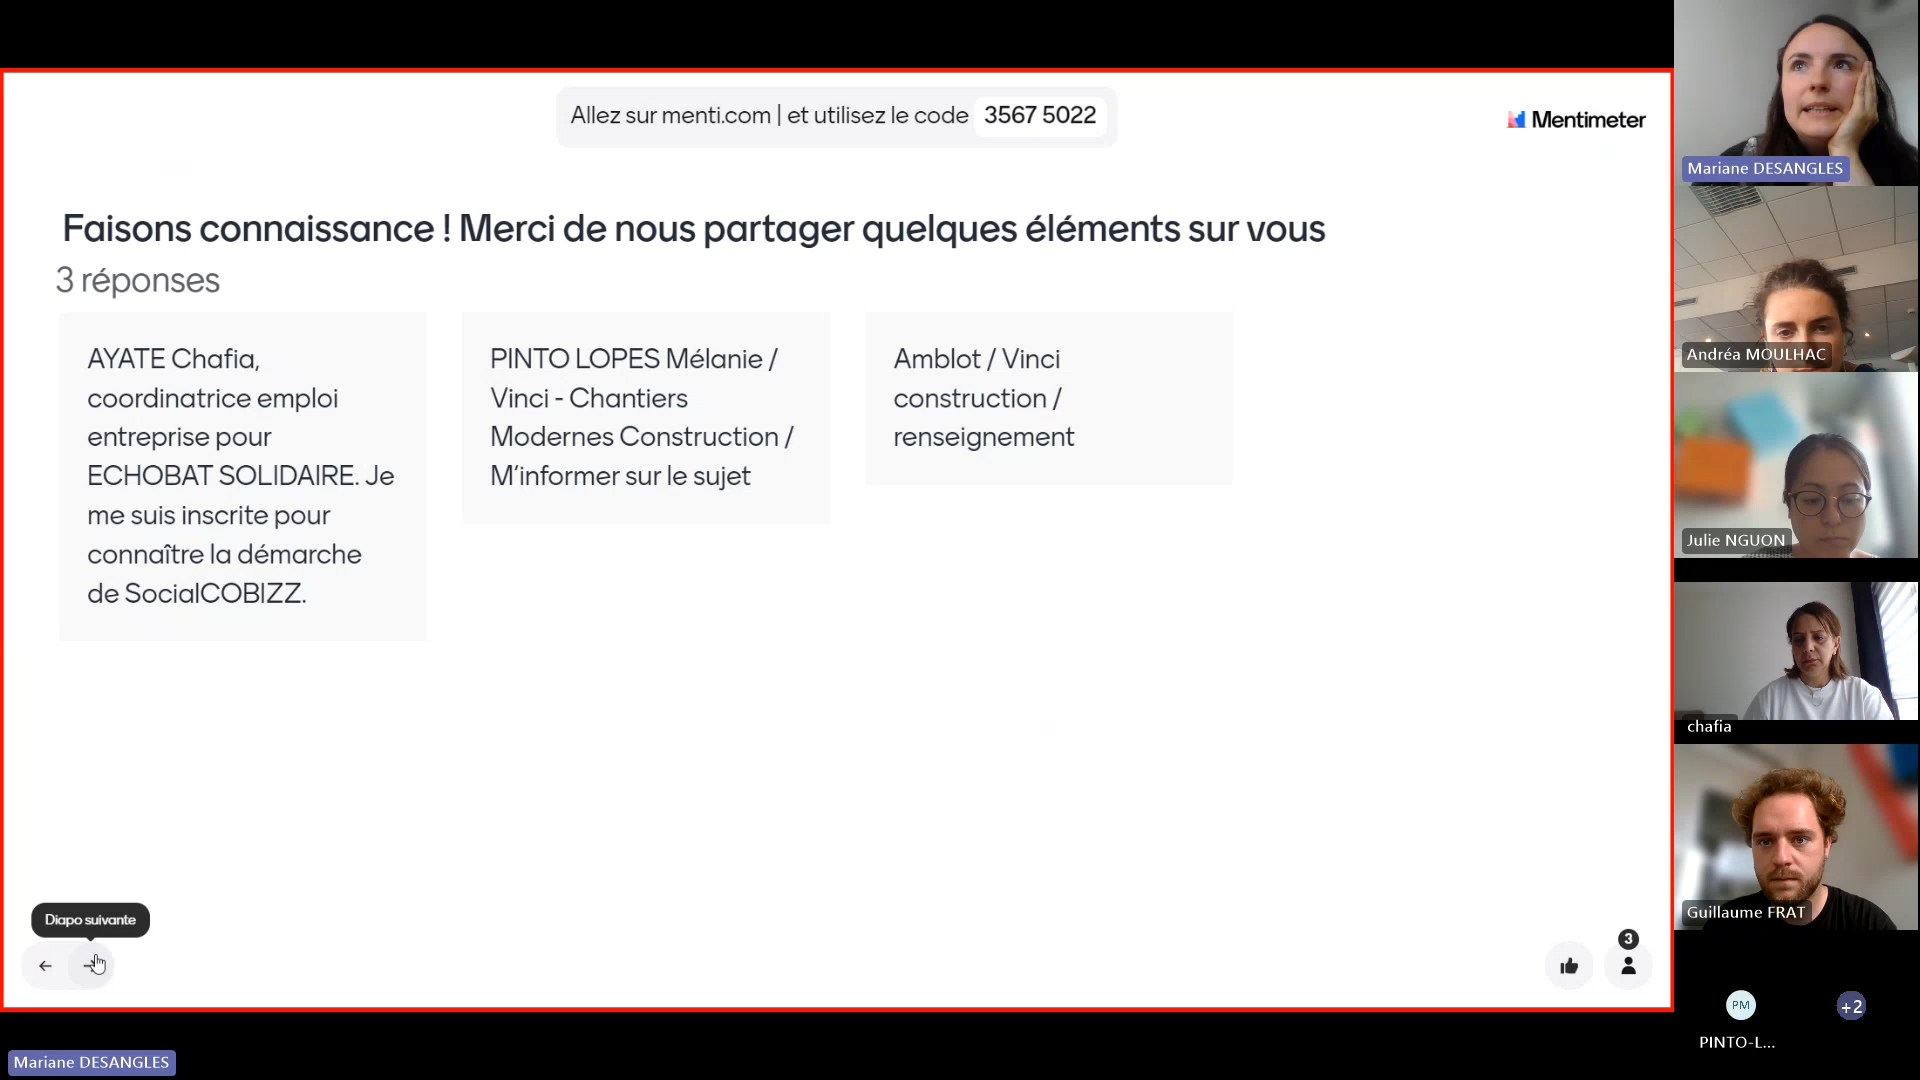 Allez sur menti.com | et utilisez le code 3567 5022
Mentimeter
Faisons connaissance ! Merci de nous partager quelques éléments sur vous
3 réponses
AYATE Chafia,
coordinatrice emploi
entreprise pour
ECHOBAT SOLIDAIRE. Je
me suis inscrite pour
connaître la démarche
de SocialCOBIZZ.
PINTO LOPES Mélanie /
Vinci - Chantiers
Modernes Construction /
M'informer sur le sujet
Amblot / Vinci
construction /
renseignement
Diapo suivante
3
Mariane DESANGLES
Mariane DESANGLES
Andréa MOULHAC
Julie NGUON
chafia
Guillaume FRAT
PM
+2
PINTO-L...